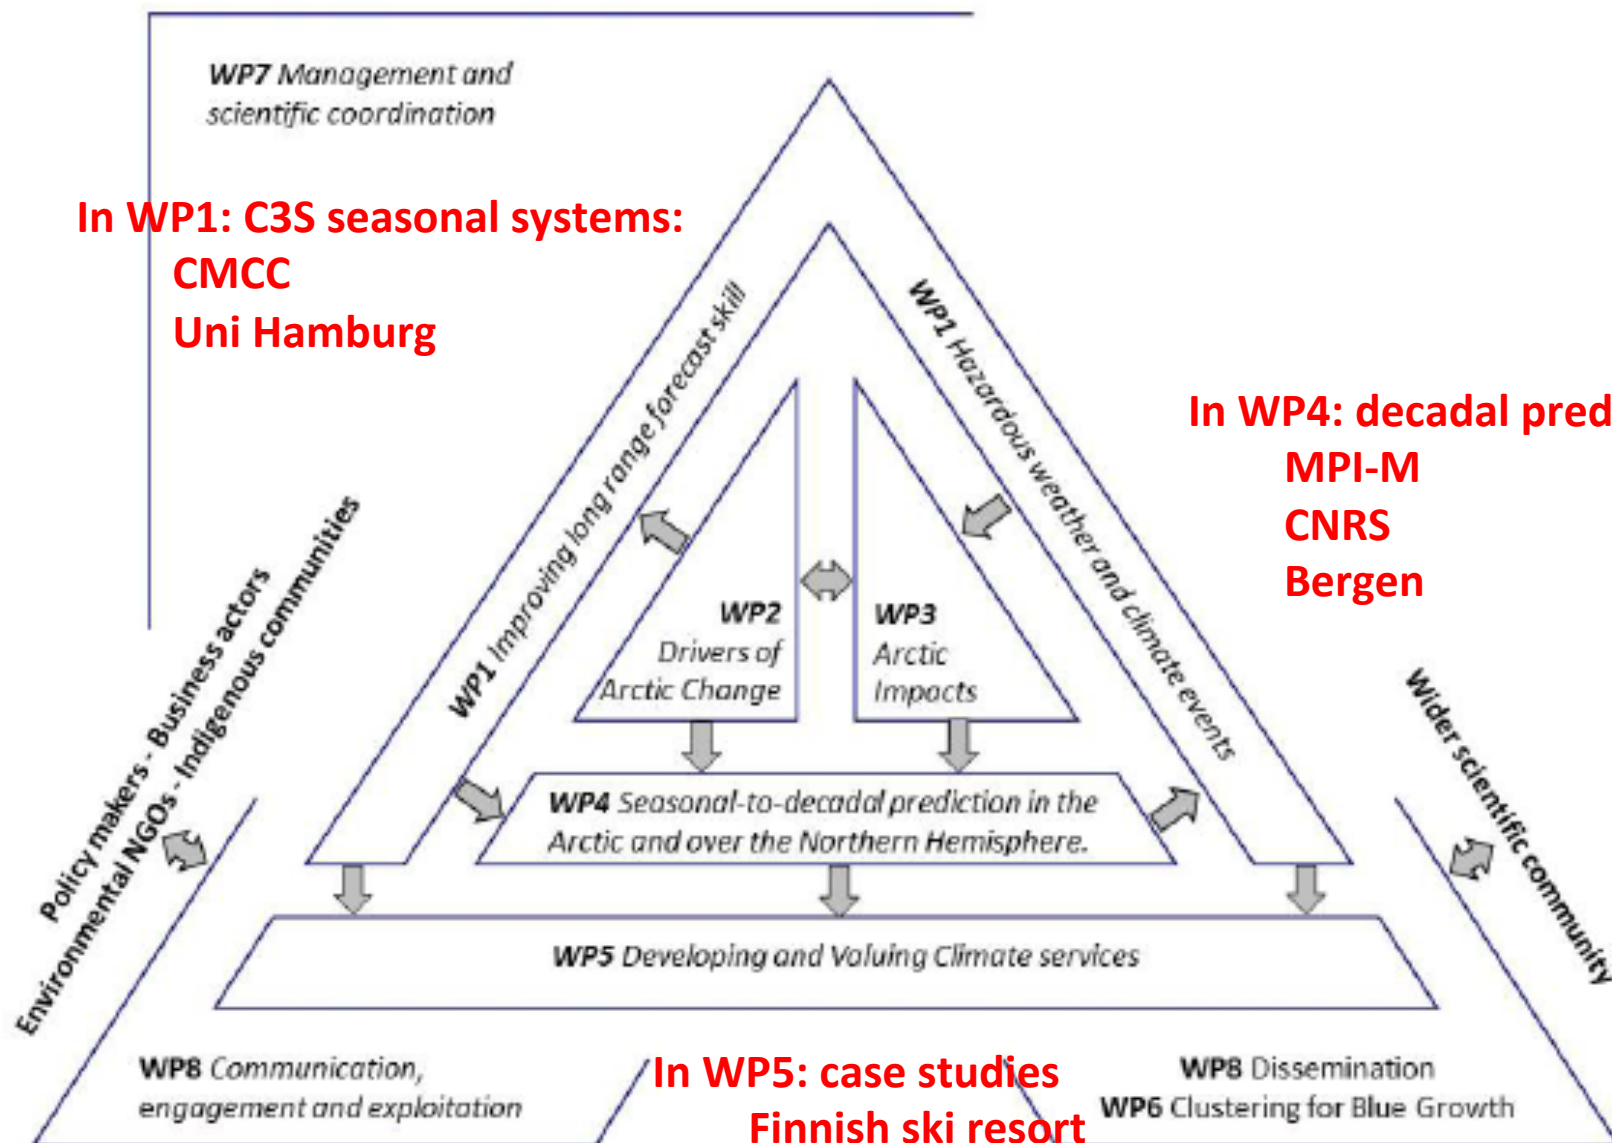 WP7 Management and
scientific coordination
In WP1: C3S seasonal systems:
CMCC
Uni Hamburg
WP1 Improving long range forecast skill
WP1 Hazardous weather and climate events
In WP4: decadal pred
MPI-M
CNRS
Bergen
WP2
Drivers of
Arctic Change
WP3
Arctic
Impacts
Policy makers - Business actors
Environmental NGOs - Indigenous communities
Wider scientific community
WP4 Seasonal-to-decadal prediction in the
Arctic and over the Northern Hemisphere.
WP5 Developing and Valuing Climate services
WP8 Communication,
engagement and exploitation
In WP5: case studies
Finnish ski resort
WP8 Dissemination
WP6 Clustering for Blue Growth